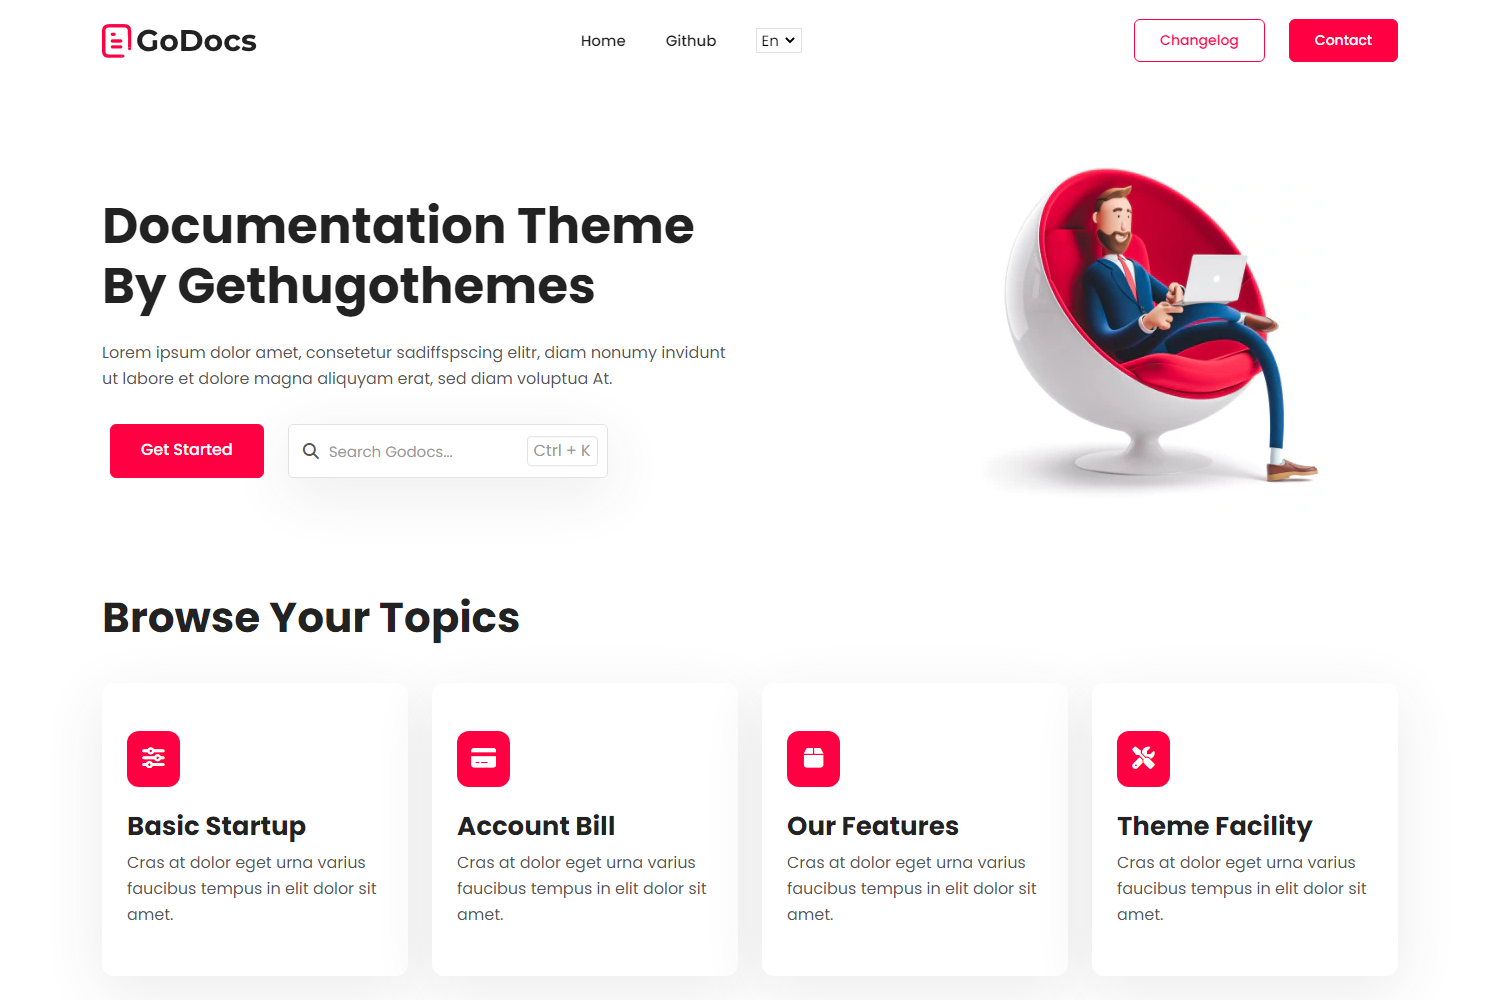 GoDocs
Home
Github
En
Changelog
Contact
Documentation Theme
By Gethugothemes
Lorem ipsum dolor amet, consetetur sadiffspscing elitr, diam nonumy invidunt
ut labore et dolore magna aliquyam erat, sed diam voluptua At.
Get Started
Search Godocs...
Ctrl + K
Browse Your Topics
Basic Startup
Cras at dolor eget urna varius
faucibus tempus in elit dolor sit
amet.
Account Bill
Cras at dolor eget urna varius
faucibus tempus in elit dolor sit
amet.
Our Features
Cras at dolor eget urna varius
faucibus tempus in elit dolor sit
amet.
Theme Facility
Cras at dolor eget urna varius
faucibus tempus in elit dolor sit
amet.